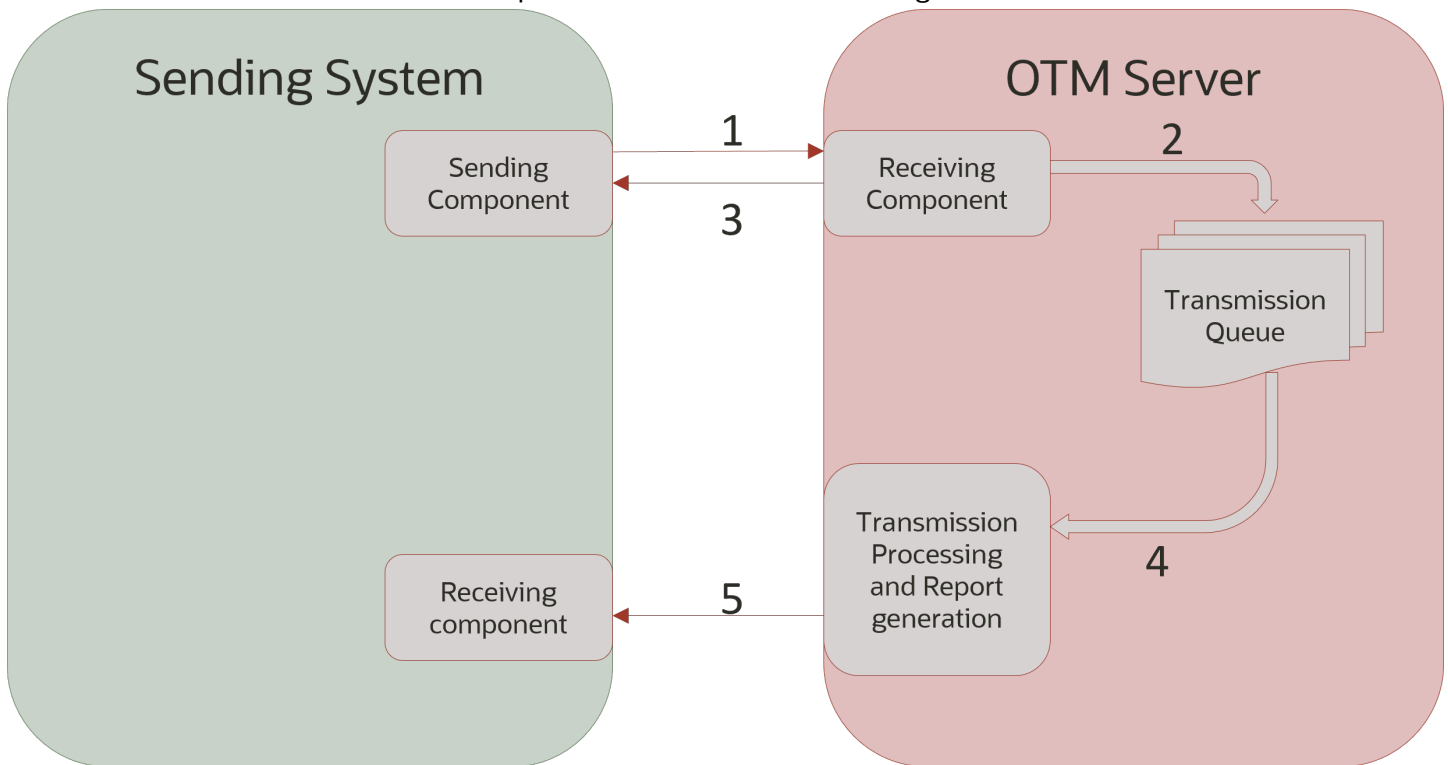 Sending System
OTM Server
1
2
Sending
Component
Receiving
Component
3
Transmission
Queue
Transmission
Processing
and Report
generation
4
Receiving
component
5